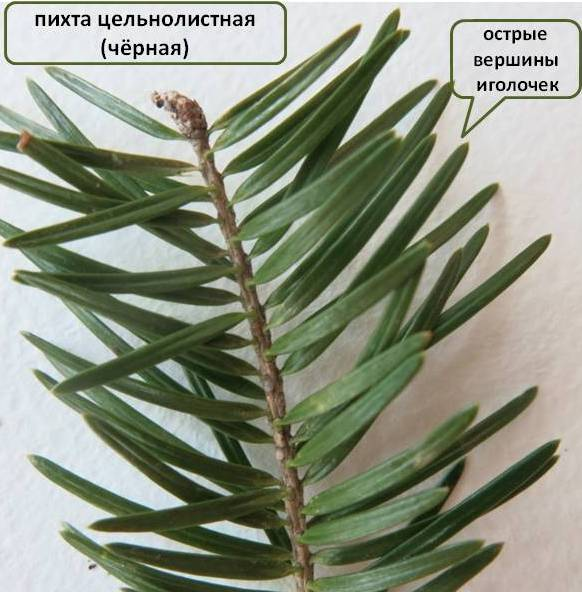 пихта цельнолистная
(чёрная)
острые
вершины
иголочек